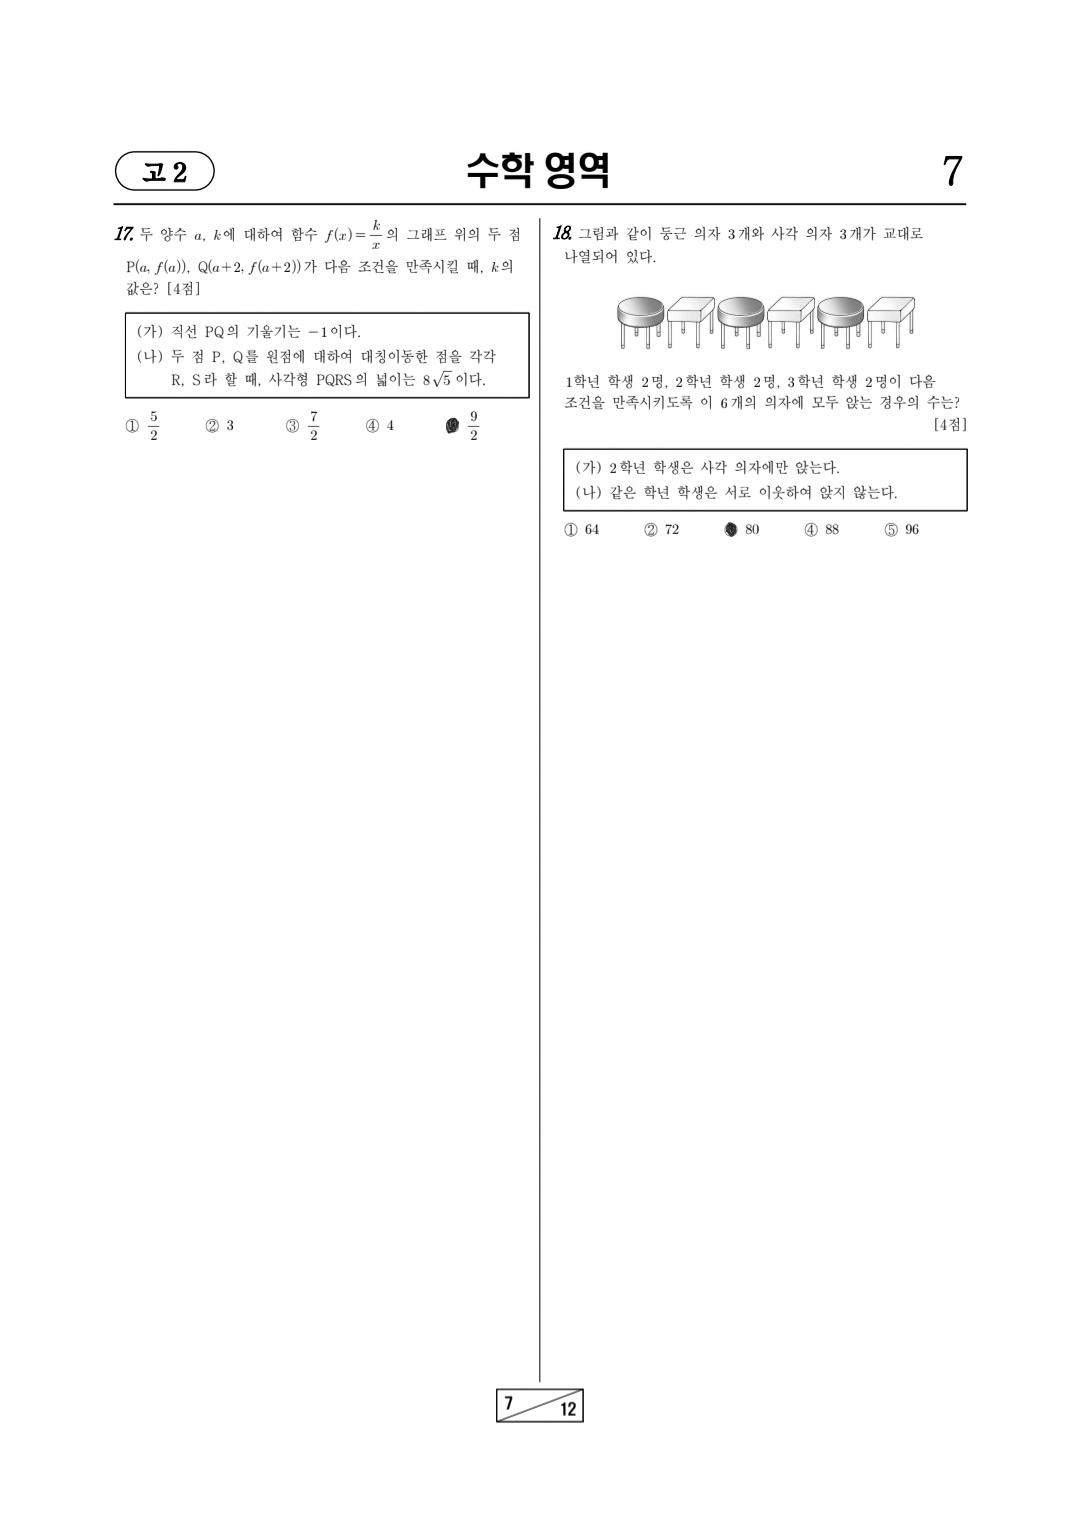 고 2
수학 영역
7
17. 두 양수 a, k에 대하여 함수 f(x)=k/x의 그래프 위의 두 점
P(a, f(a)), Q(a+2, f(a+2))가 다음 조건을 만족시킬 때, k의
값은? [4점]
(가) 직선 PQ의 기울기는 −1이다.
(나) 두 점 P, Q를 원점에 대하여 대칭이동한 점을 각각
R, S라 할 때, 사각형 PQRS의 넓이는 8√5이다.
① 5/2 ② 3 ③ 7/2 ④ 4 9/2
18. 그림과 같이 둥근 의자 3개와 사각 의자 3개가 교대로
나열되어 있다.
1학년 학생 2명, 2학년 학생 2명, 3학년 학생 2명이 다음
조건을 만족시키도록 이 6개의 의자에 모두 앉는 경우의 수는?
[4점]
(가) 2학년 학생은 사각 의자에만 앉는다.
(나) 같은 학년 학생은 서로 이웃하여 앉지 않는다.
① 64 ② 72 80 ④ 88 ⑤ 96
7
12